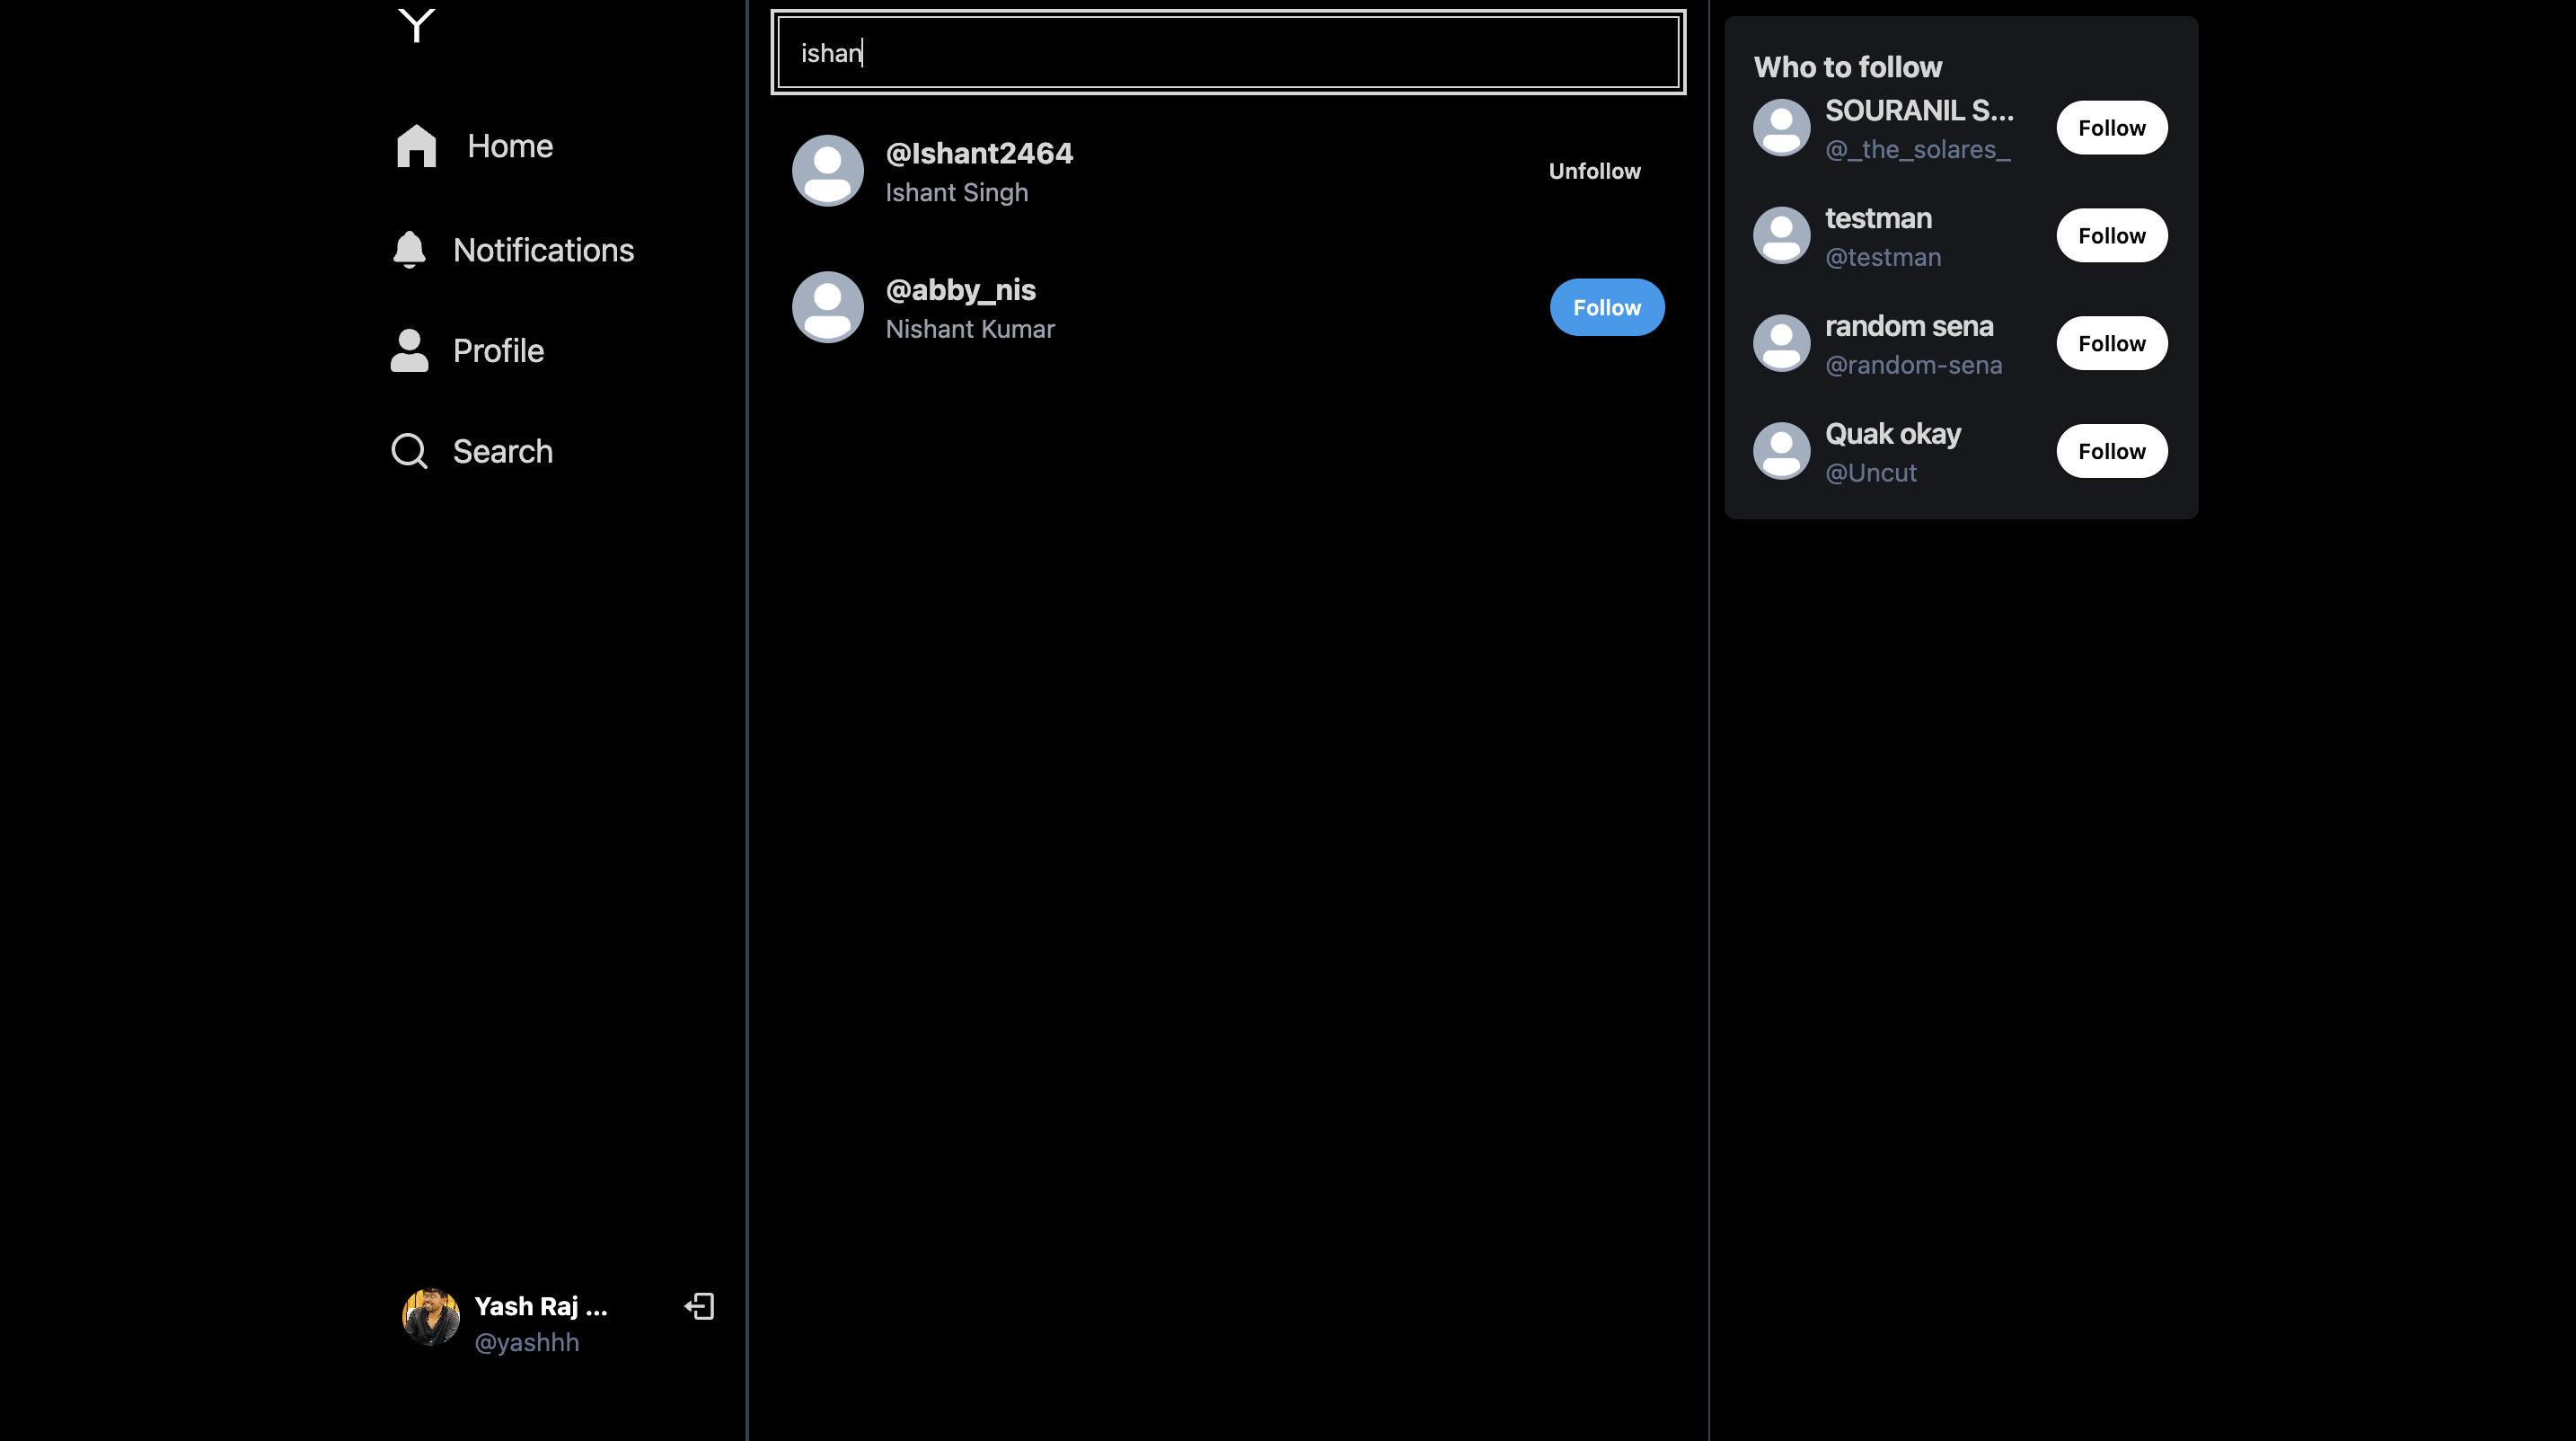 Y
Home
Notifications
Profile
Search
Yash Raj ...
@yashhh
ishan
@Ishant2464
Ishant Singh
Unfollow
@abby_nis
Nishant Kumar
Follow
Who to follow
SOURANIL S...
@_the_solares_
Follow
testman
@testman
Follow
random sena
@random-sena
Follow
Quak okay
@Uncut
Follow